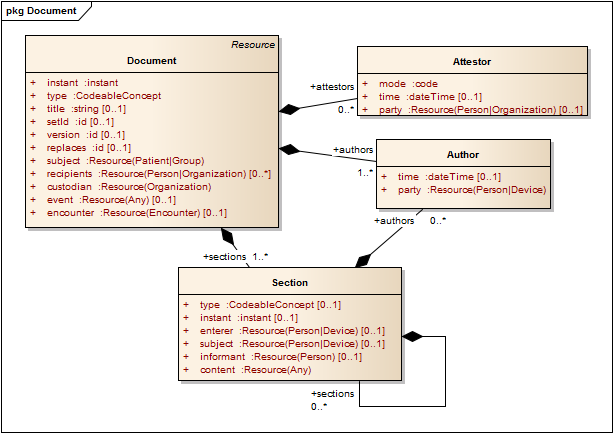 pkg Document
Resource
Document
+ instant :instant
+ type :CodeableConcept
+ title :string [0..1]
+ setId :id [0..1]
+ version :id [0..1]
+ replaces :id [0..1]
+ subject :Resource(Patient|Group)
+ recipients :Resource(Person|Organization) [0..*]
+ custodian :Resource(Organization)
+ event :Resource(Any) [0..1]
+ encounter :Resource(Encounter) [0..1]
Attestor
+ mode :code
+ time :dateTime [0..1]
+ party :Resource(Person|Organization) [0..1]
+attestors
0..*
+authors
1..*
Author
+ time :dateTime [0..1]
+ party :Resource(Person|Device)
+authors 0..*
+sections 1..*
Section
+ type :CodeableConcept [0..1]
+ instant :instant [0..1]
+ enterer :Resource(Person|Device) [0..1]
+ subject :Resource(Person|Device) [0..1]
+ informant :Resource(Person) [0..1]
+ content :Resource(Any)
+sections
0..*